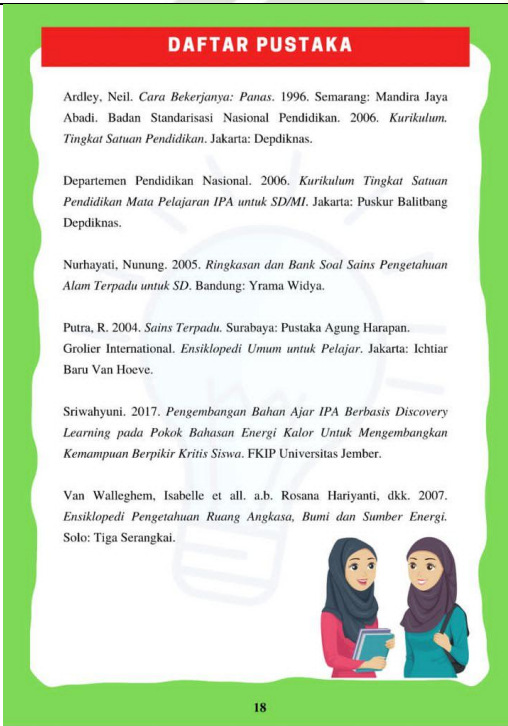 DAFTAR PUSTAKA
Ardley, Neil. Cara Bekerjanya: Panas. 1996. Semarang: Mandira Jaya
Abadi. Badan Standarisasi Nasional Pendidikan. 2006. Kurikulum.
Tingkat Satuan Pendidikan. Jakarta: Depdiknas.
Departemen Pendidikan Nasional. 2006. Kurikulum Tingkat Satuan
Pendidikan Mata Pelajaran IPA untuk SD/MI. Jakarta: Puskur Balitbang
Depdiknas.
Nurhayati, Nunung. 2005. Ringkasan dan Bank Soal Sains Pengetahuan
Alam Terpadu untuk SD. Bandung: Yrama Widya.
Putra, R. 2004. Sains Terpadu. Surabaya: Pustaka Agung Harapan.
Grolier International. Ensiklopedi Umum untuk Pelajar. Jakarta: Ichtiar
Baru Van Hoeve.
Sriwahyuni. 2017. Pengembangan Bahan Ajar IPA Berbasis Discovery
Learning pada Pokok Bahasan Energi Kalor Untuk Mengembangkan
Kemampuan Berpikir Kritis Siswa. FKIP Universitas Jember.
Van Walleghem, Isabelle et all. a.b. Rosana Hariyanti, dkk. 2007.
Ensiklopedi Pengetahuan Ruang Angkasa, Bumi dan Sumber Energi.
Solo: Tiga Serangkai.
18